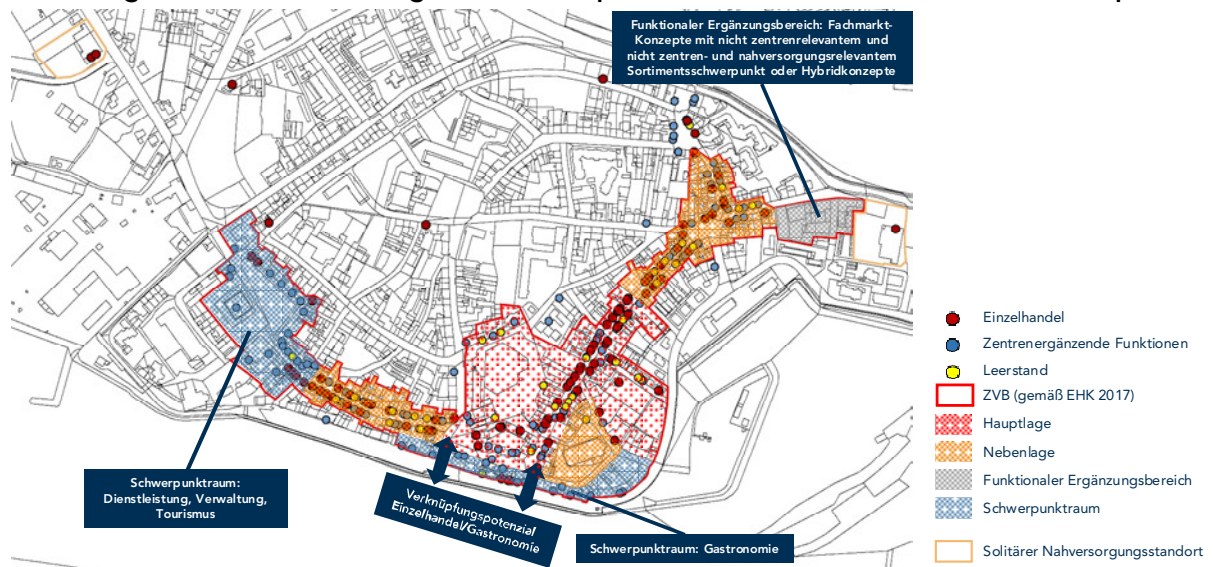 Funktionaler Ergänzungsbereich: Fachmarkt-
Konzepte mit nicht zentrenrelevantem und
nicht zentren- und nahversorgungsrelevantem
Sortimentsschwerpunkt oder Hybridkonzepte
Schwerpunktraum:
Dienstleistung, Verwaltung,
Tourismus
Verknüpfungspotenzial
Einzelhandel/Gastronomie
Schwerpunktraum: Gastronomie
Einzelhandel
Zentrenergänzende Funktionen
Leerstand
ZVB (gemäß EHK 2017)
Hauptlage
Nebenlage
Funktionaler Ergänzungsbereich
Schwerpunktraum
Solitärer Nahversorgungsstandort